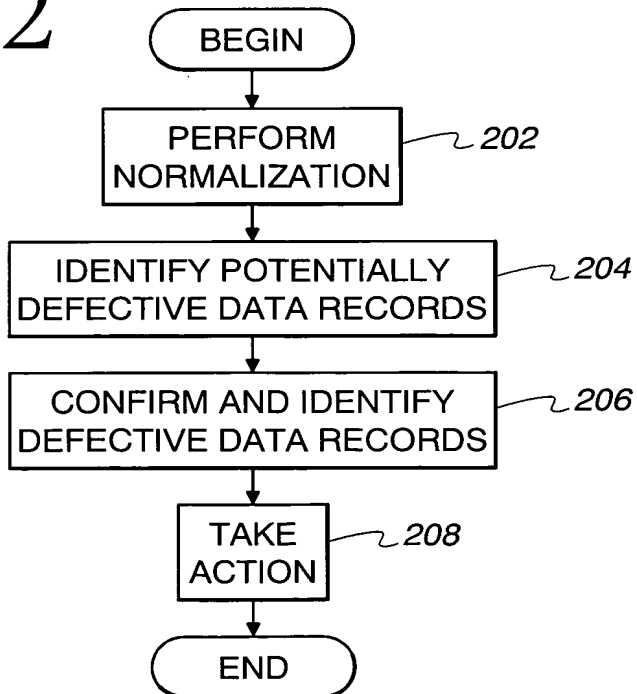 2
BEGIN
PERFORM
NORMALIZATION
202
IDENTIFY POTENTIALLY
DEFECTIVE DATA RECORDS
204
CONFIRM AND IDENTIFY
DEFECTIVE DATA RECORDS
206
TAKE
ACTION
208
END